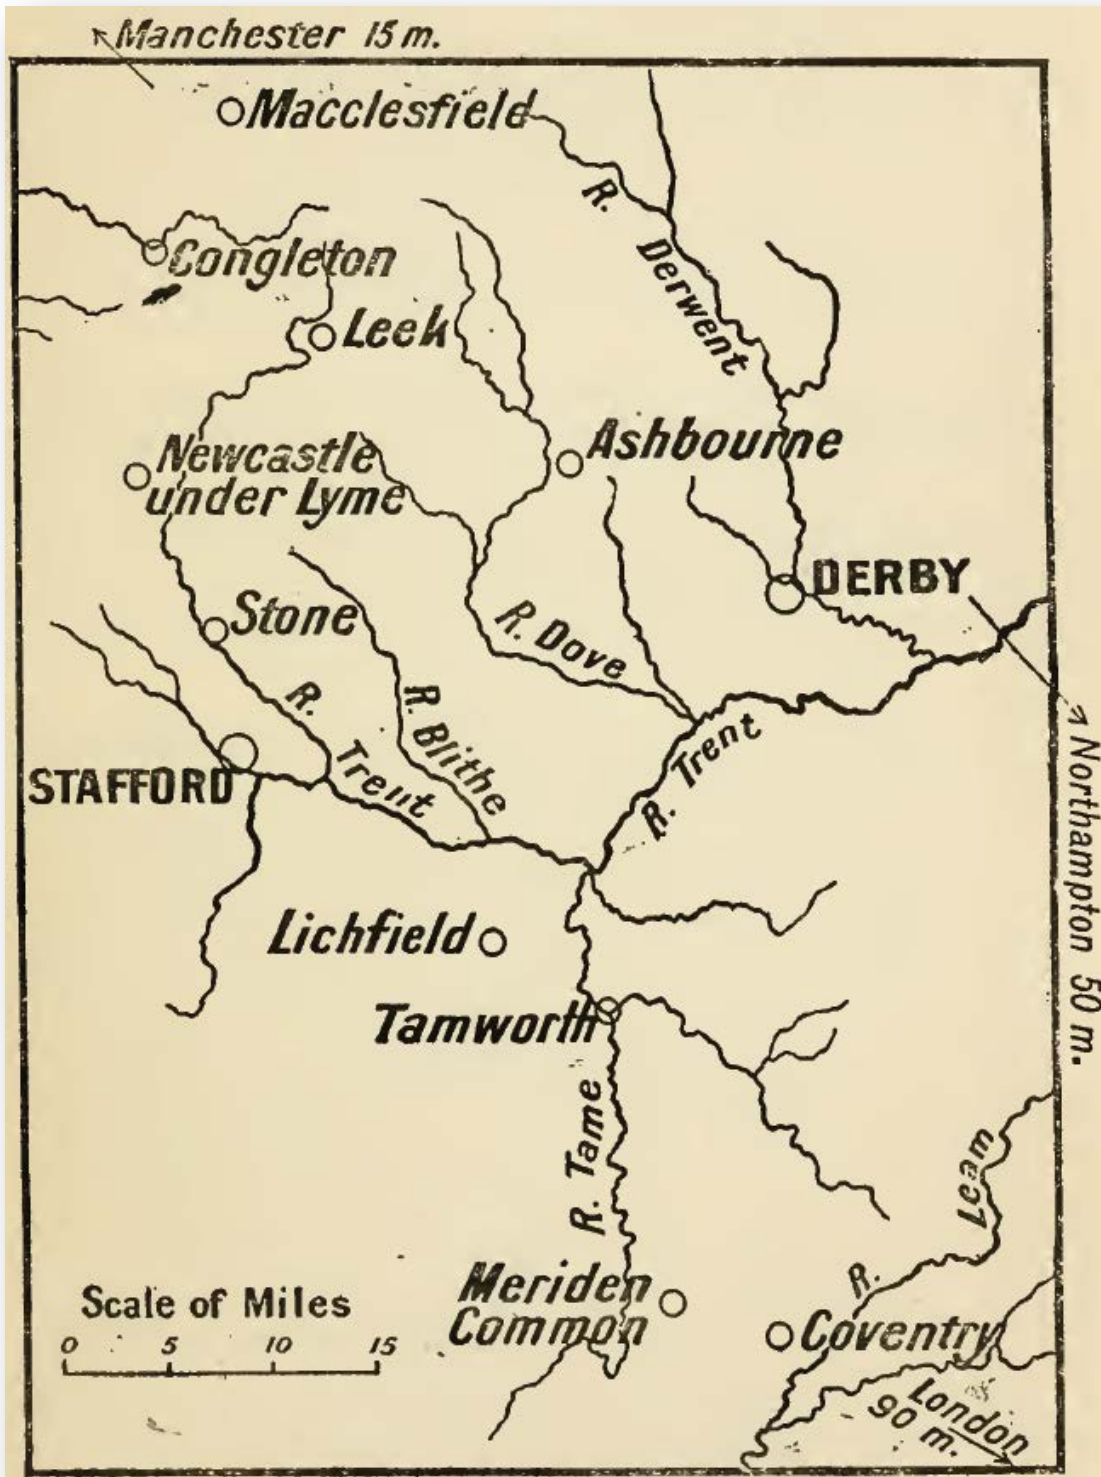 Manchester 15 m.
Macclesfield
R. Derwent
Congleton
Leek
Ashbourne
Newcastle
under Lyme
DERBY
Stone
R. Dove
R. Blithe
R. Trent
R. Trent
STAFFORD
Northampton 50 m.
Lichfield
Tamworth
R. Tame
R. Leam
Meriden
Common
Coventry
London
90 m.
Scale of Miles
0 5 10 15